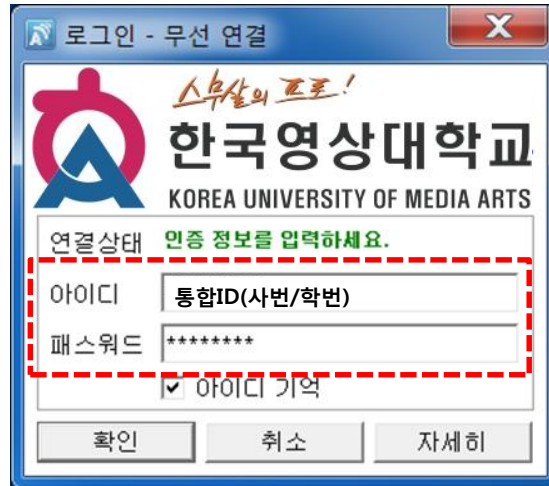 로그인 - 무선 연결
스무살의 프로!
한국영상대학교
KOREA UNIVERSITY OF MEDIA ARTS
연결상태 인증 정보를 입력하세요.
아이디 통합ID(사번/학번)
패스워드 ********
아이디 기억
확인 취소 자세히